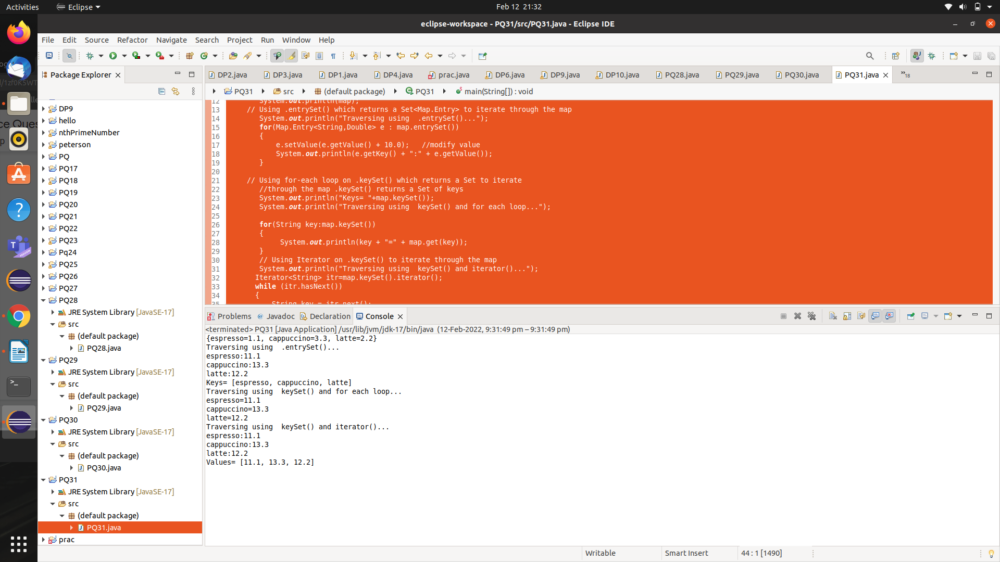 Activities
Eclipse
Feb 12 21:32
eclipse-workspace - PQ31/src/PQ31.java - Eclipse IDE
File Edit Source Refactor Navigate Search Project Run Window Help
Package Explorer
DP2.java DP3.java DP1.java DP4.java prac.java DP6.java DP9.java DP10.java PQ28.java PQ29.java PQ30.java PQ31.java »18
PQ31 src (default package) PQ31 main(String[]) : void
DP9
hello
nthPrimeNumber
peterson
PQ
PQ17
PQ18
PQ19
PQ20
PQ21
PQ22
PQ23
Pq24
PQ25
PQ26
PQ27
PQ28
JRE System Library [JavaSE-17]
src
(default package)
PQ28.java
PQ29
JRE System Library [JavaSE-17]
src
(default package)
PQ29.java
PQ30
JRE System Library [JavaSE-17]
src
(default package)
PQ30.java
PQ31
JRE System Library [JavaSE-17]
src
(default package)
PQ31.java
prac
12 System.out.println(map);
13 // Using .entrySet() which returns a Set<Map.Entry> to iterate through the map
14 System.out.println("Traversing using  .entrySet()...");
15 for(Map.Entry<String,Double> e : map.entrySet())
16 {
17 e.setValue(e.getValue() + 10.0);   //modify value
18 System.out.println(e.getKey() + ":" + e.getValue());
19 }
20
21 // Using for-each loop on .keySet() which returns a Set to iterate
22 //through the map .keySet() returns a Set of keys
23 System.out.println("Keys= "+map.keySet());
24 System.out.println("Traversing using  keySet() and for each loop...");
25
26 for(String key:map.keySet())
27 {
28 System.out.println(key + "=" + map.get(key));
29 }
30 // Using Iterator on .keySet() to iterate through the map
31 System.out.println("Traversing using  keySet() and iterator()...");
32 Iterator<String> itr=map.keySet().iterator();
33 while (itr.hasNext())
34 {
35 String key = itr.next();
Problems Javadoc Declaration Console
<terminated> PQ31 [Java Application] /usr/lib/jvm/jdk-17/bin/java (12-Feb-2022, 9:31:49 pm – 9:31:49 pm)
{espresso=1.1, cappuccino=3.3, latte=2.2}
Traversing using  .entrySet()...
espresso:11.1
cappuccino:13.3
latte:12.2
Keys= [espresso, cappuccino, latte]
Traversing using  keySet() and for each loop...
espresso=11.1
cappuccino=13.3
latte=12.2
Traversing using  keySet() and iterator()...
espresso:11.1
cappuccino:13.3
latte:12.2
Values= [11.1, 13.3, 12.2]
Writable Smart Insert 44 : 1 [1490]